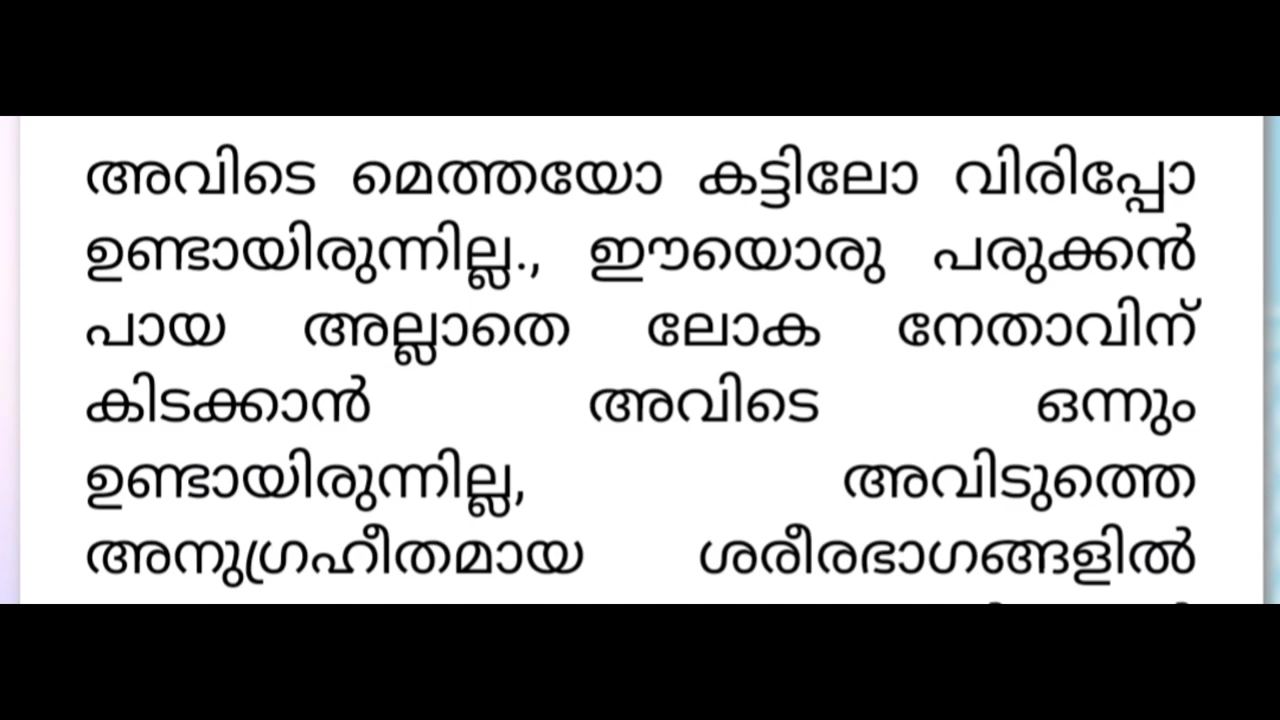 അവിടെ മെത്തയോ കട്ടിലോ വിരിപ്പോ
ഉണ്ടായിരുന്നില്ല., ഈയൊരു പരുക്കൻ
പായ അല്ലാതെ ലോക നേതാവിന്
കിടക്കാൻ അവിടെ ഒന്നും
ഉണ്ടായിരുന്നില്ല, അവിടുത്തെ
അനുഗ്രഹീതമായ ശരീരഭാഗങ്ങളിൽ